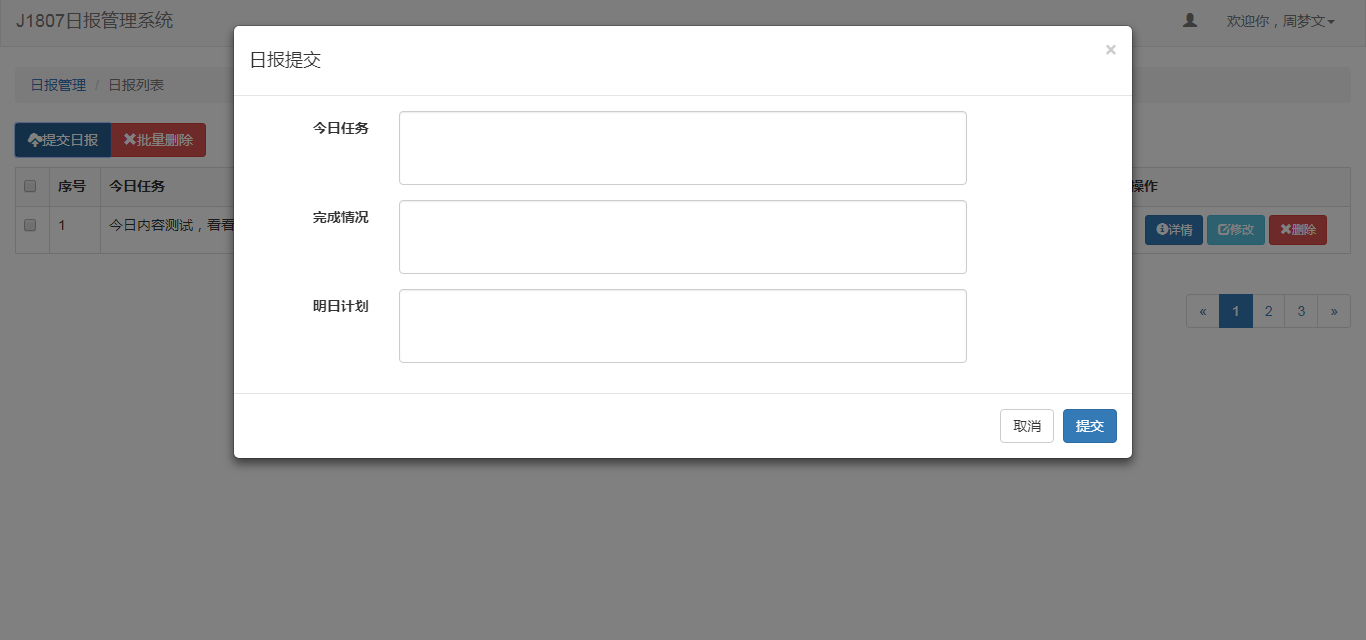 J1807日报管理系统
欢迎你，周梦文
日报提交
×
日报管理 / 日报列表
提交日报 批量删除
今日任务
序号 今日任务
操作
1 今日内容测试，看看
详情 修改 删除
完成情况
明日计划
« 1 2 3 »
取消 提交